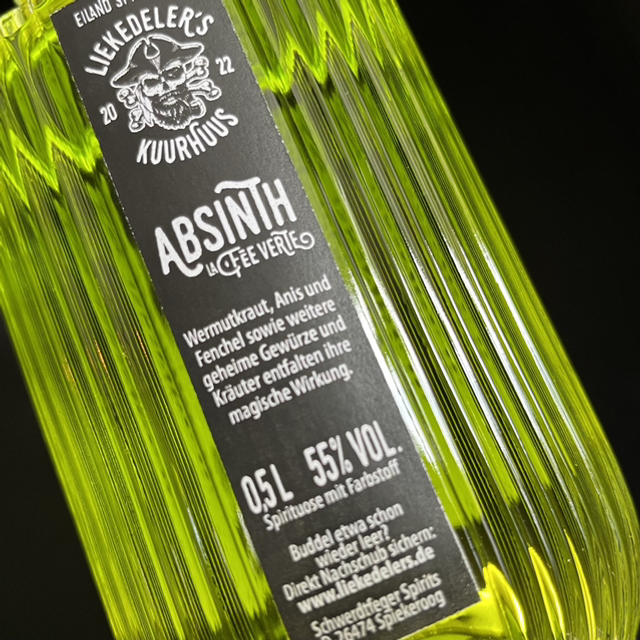 EILAND
LIEKEDELER'S
20 22
KUURHUUS
ABSINTH
LA FÉE VERTE
Wermutkraut, Anis und
Fenchel sowie weitere
geheime Gewürze und
Kräuter entfalten ihre
magische Wirkung.
0,5 L 55% VOL.
Spirituose mit Farbstoff
Buddel etwa schon
wieder leer?
Direkt Nachschub sichern:
www.liekedelers.de
Schwerdtfeger Spirits
26474 Spiekeroog